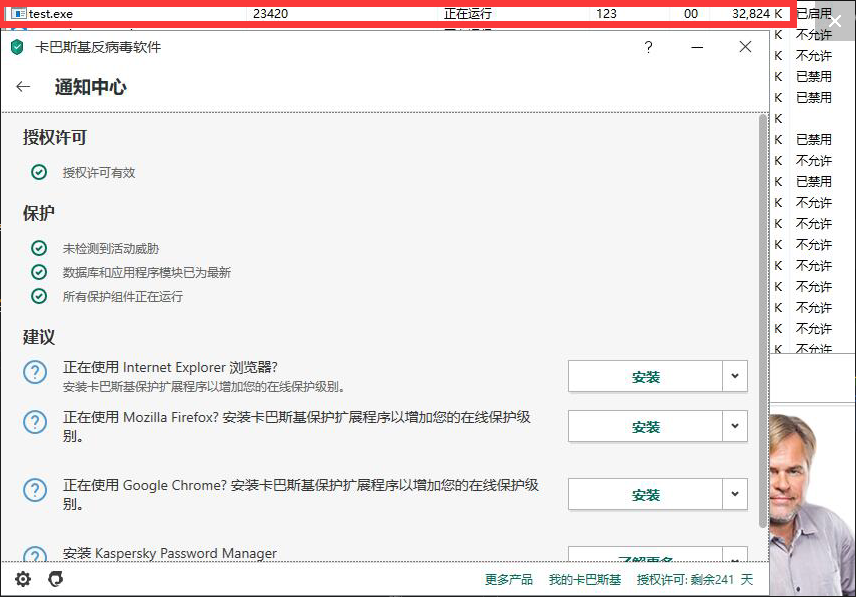 test.exe 23420 正在运行 123 00 32,824 K 已启用
K 不允许
卡巴斯基反病毒软件 ?
K 不允许
K 已禁用
通知中心
K 已禁用
K
授权许可
K 已禁用
K 不允许
授权许可有效
K 已禁用
K 不允许
保护
K 不允许
未检测到活动威胁
K 不允许
数据库和应用程序模块已为最新
K 不允许
K 不允许
所有保护组件正在运行
K 不允许
K 不允许
建议
K 不允许
正在使用 Internet Explorer 浏览器?
安装卡巴斯基保护扩展程序以增加您的在线保护级别。
安装
正在使用 Mozilla Firefox? 安装卡巴斯基保护扩展程序以增加您的在线保护级
别。
安装
正在使用 Google Chrome? 安装卡巴斯基保护扩展程序以增加您的在线保护级
别。
安装
安装 Kaspersky Password Manager
了解更多
更多产品 我的卡巴斯基 授权许可: 剩余241 天